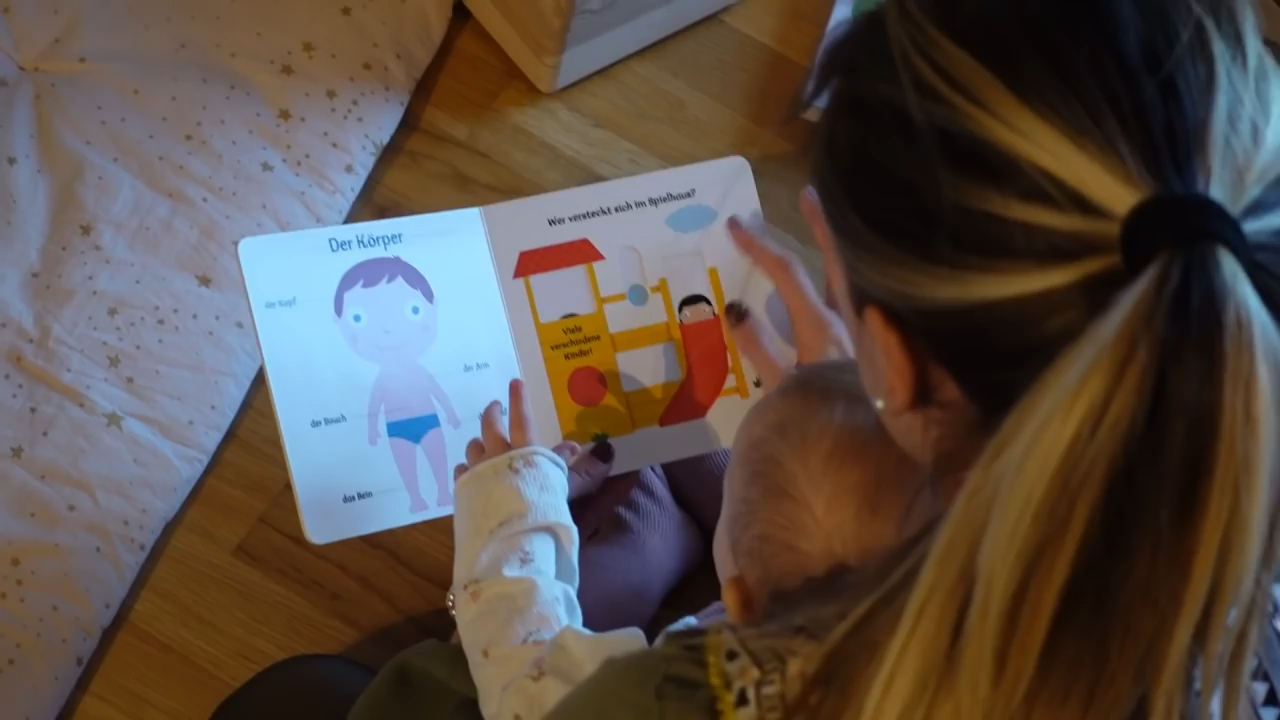 Der Körper
der Kopf
der Arm
der Bauch
das Bein
Wer versteckt sich im Spielhaus?
Viele
verschiedene
Kinder!